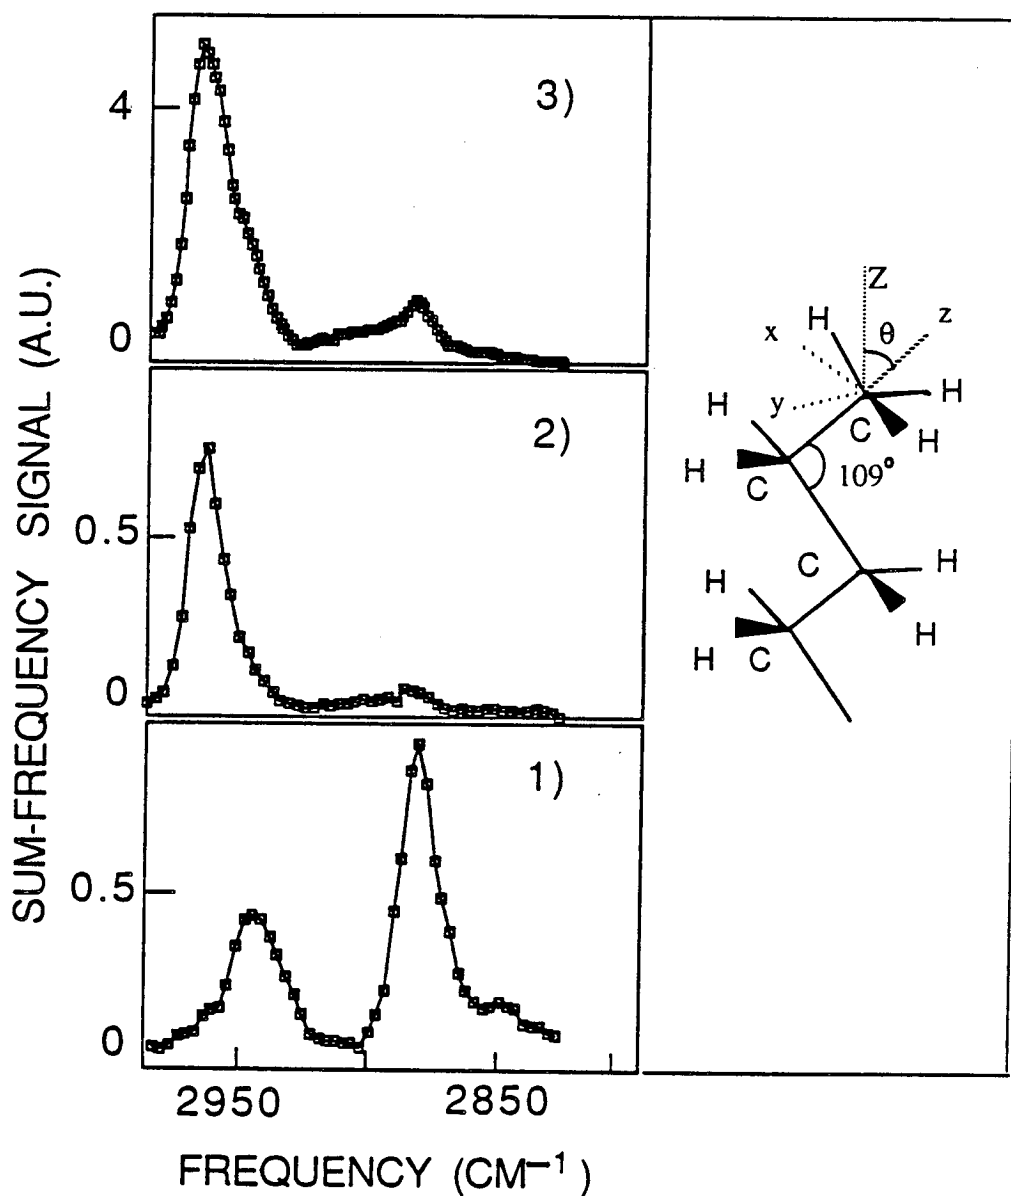 SUM-FREQUENCY SIGNAL (A.U.)
3)
4
0
2)
0.5
0
1)
0.5
0
2950
2850
FREQUENCY (CM⁻¹)
Z
H
θ
z
x
H
y
H
C
H
H
C
109°
C
H
H
H
C
H